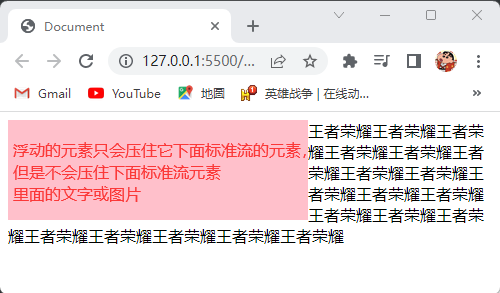 Document
127.0.0.1:5500/...
Gmail
YouTube
地圖
英雄战争 | 在线动...
浮动的元素只会压住它下面标准流的元素,
但是不会压住下面标准流元素
里面的文字或图片
王者荣耀王者荣耀王者荣
耀王者荣耀王者荣耀王者
荣耀王者荣耀王者荣耀王
者荣耀王者荣耀王者荣耀
王者荣耀王者荣耀王者荣
耀王者荣耀王者荣耀王者荣耀王者荣耀王者荣耀